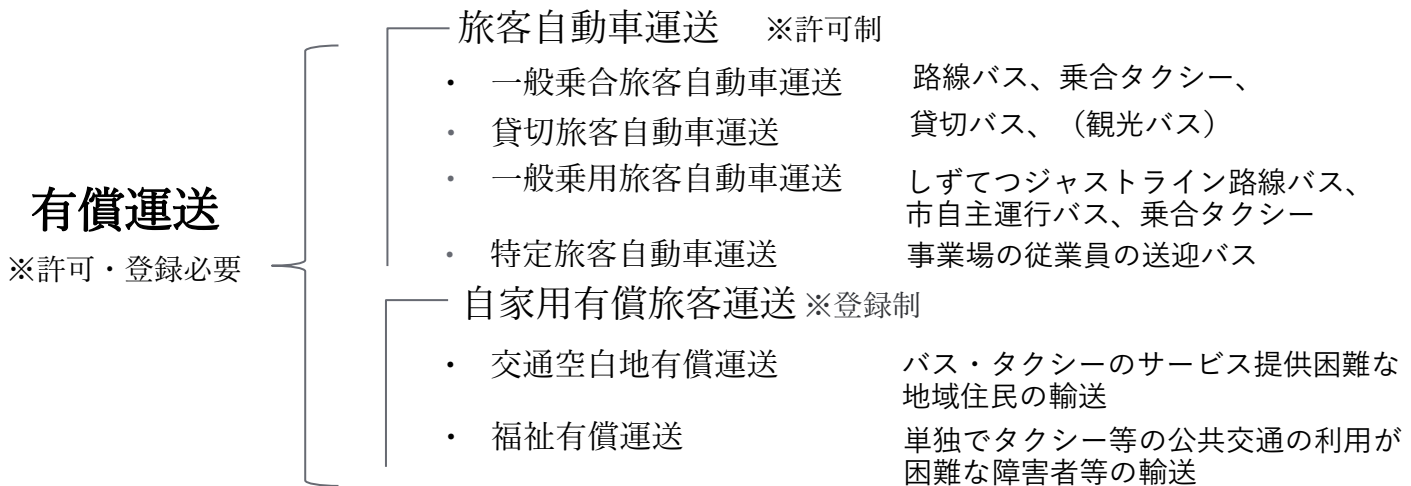 旅客自動車運送　※許可制
・ 一般乗合旅客自動車運送　路線バス、乗合タクシー、
・ 貸切旅客自動車運送　貸切バス、（観光バス）
・ 一般乗用旅客自動車運送　しずてつジャストライン路線バス、
市自主運行バス、乗合タクシー
・ 特定旅客自動車運送　事業場の従業員の送迎バス
有償運送
※許可・登録必要
自家用有償旅客運送 ※登録制
・ 交通空白地有償運送　バス・タクシーのサービス提供困難な
地域住民の輸送
・ 福祉有償運送　単独でタクシー等の公共交通の利用が
困難な障害者等の輸送